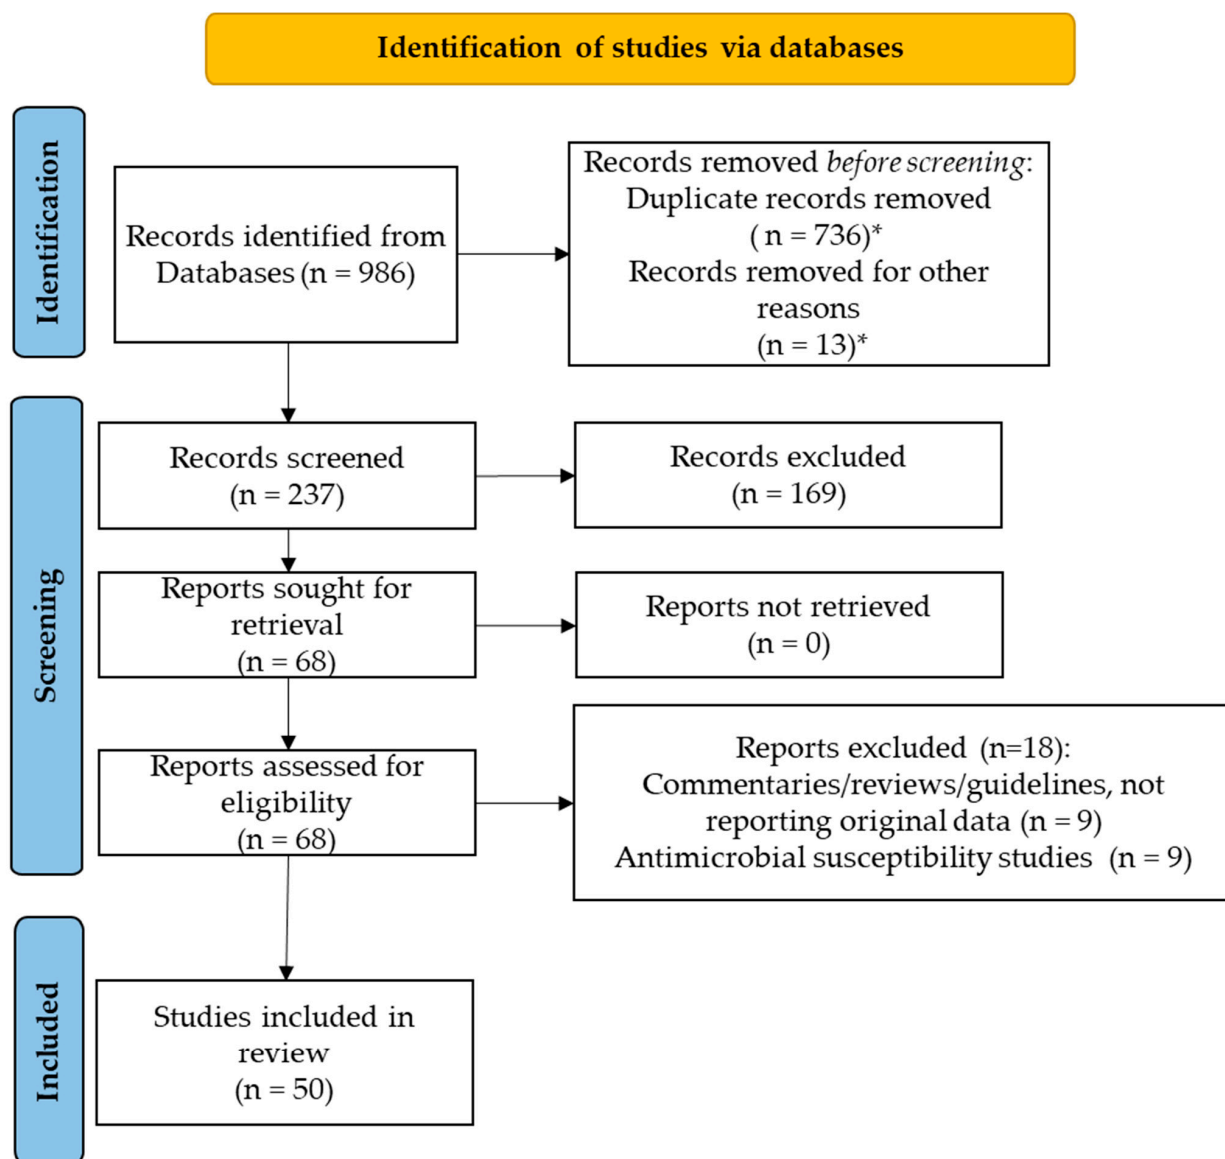 Identification of studies via databases
Identification
Records identified from
Databases (n = 986)
Records removed before screening:
Duplicate records removed
( n = 736)*
Records removed for other
reasons
(n = 13)*
Screening
Records screened
(n = 237)
Records excluded
(n = 169)
Reports sought for
retrieval
(n = 68)
Reports not retrieved
(n = 0)
Reports assessed for
eligibility
(n = 68)
Reports excluded (n=18):
Commentaries/reviews/guidelines, not
reporting original data (n = 9)
Antimicrobial susceptibility studies (n = 9)
Included
Studies included in
review
(n = 50)